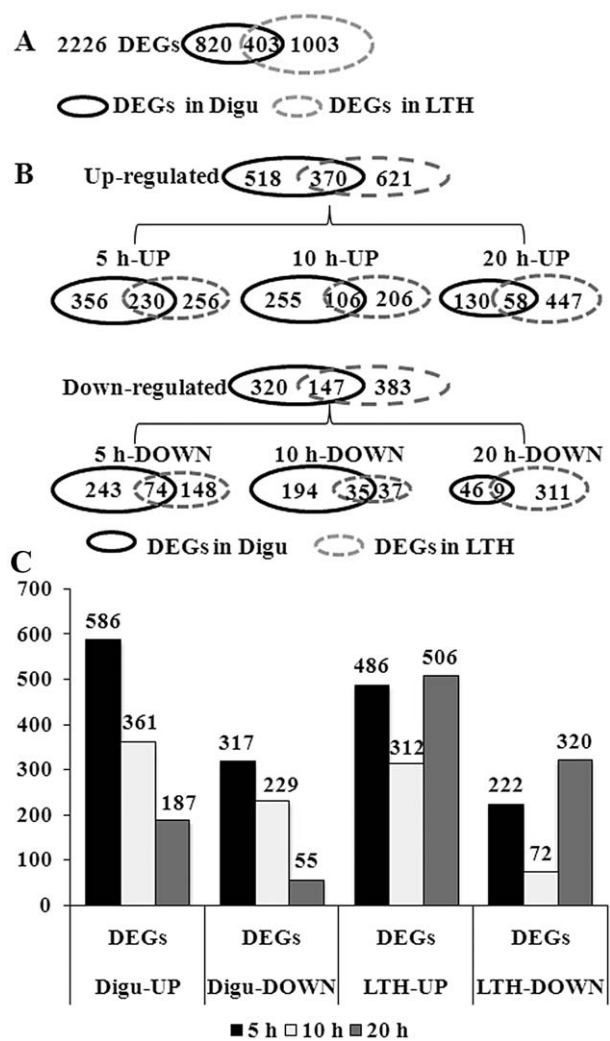 A 2226 DEGs 820 403 1003
DEGs in Digu DEGs in LTH
B
Up-regulated 518 370 621
5 h-UP 10 h-UP 20 h-UP
356 230 256 255 106 206 130 58 447
Down-regulated 320 147 383
5 h-DOWN 10 h-DOWN 20 h-DOWN
243 74 148 194 35 37 46 9 311
DEGs in Digu DEGs in LTH
C
700
600
500
400
300
200
100
0
586 361 187 317 229 55 486 312 506 222 72 320
DEGs DEGs DEGs DEGs
Digu-UP Digu-DOWN LTH-UP LTH-DOWN
5 h 10 h 20 h